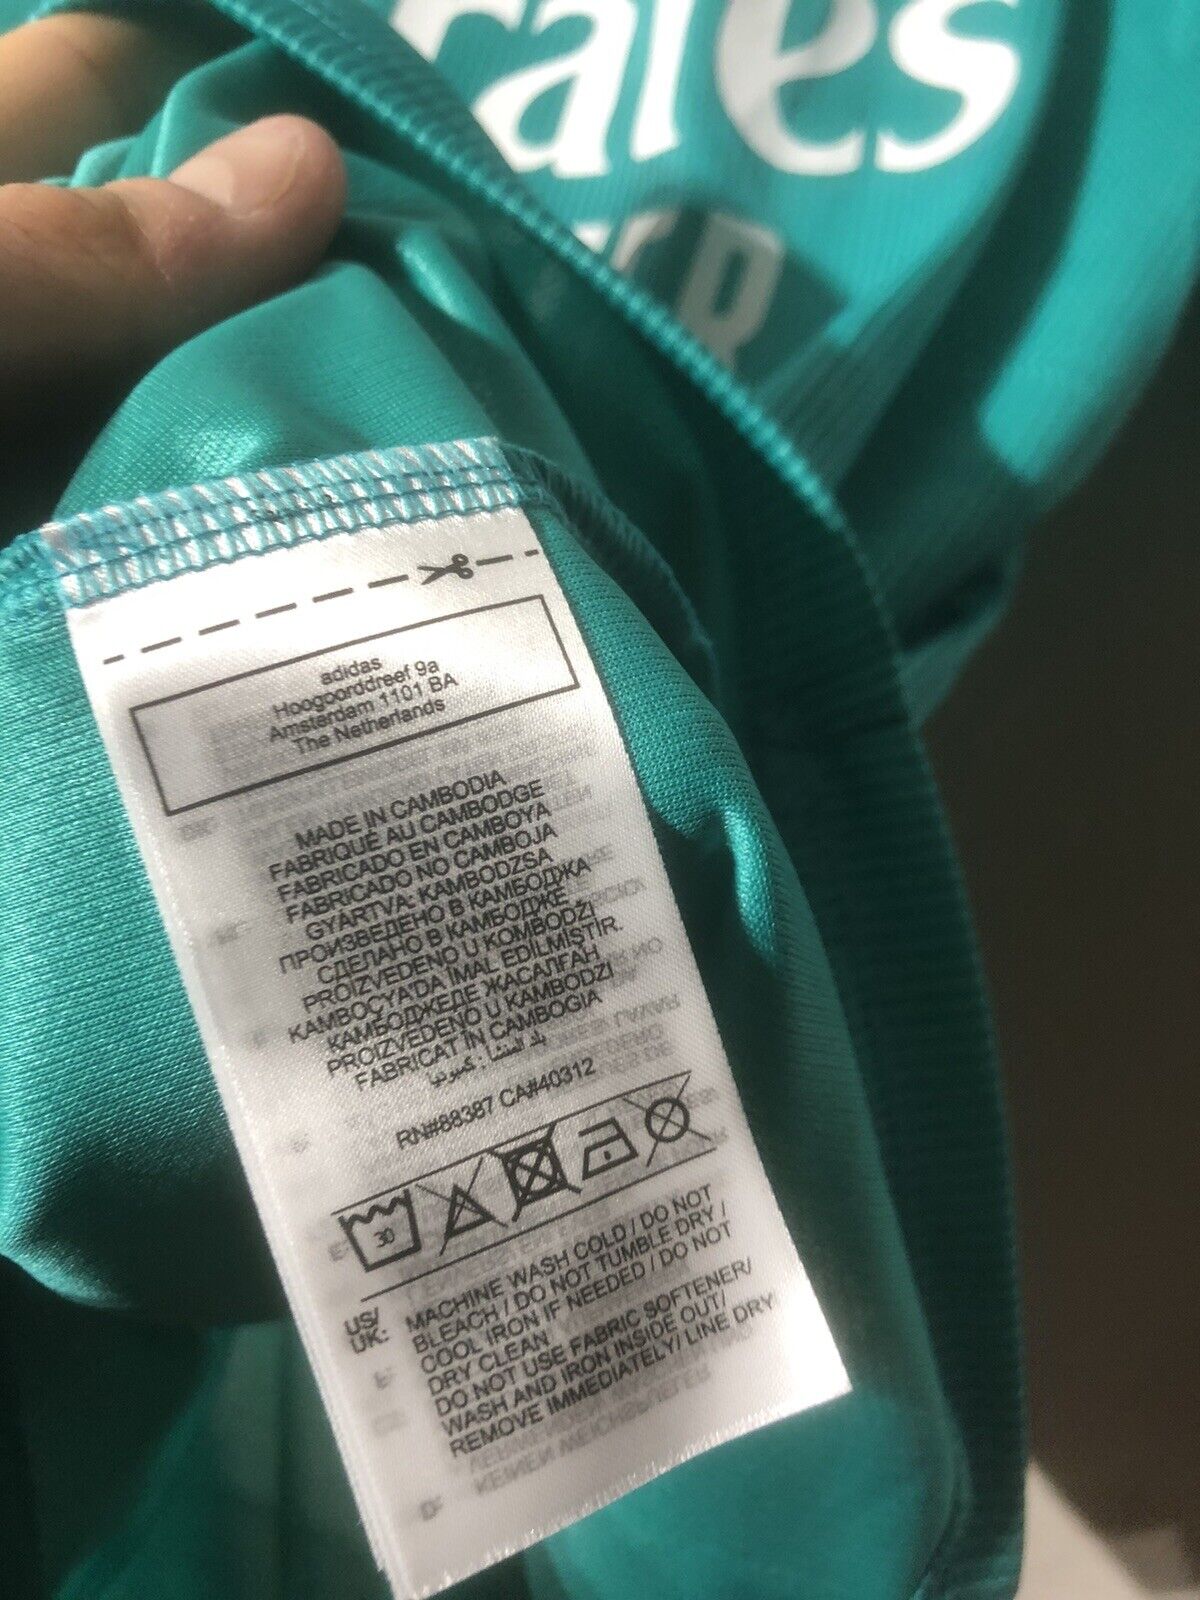 rates
adidas
Hoogoorddreef 9a
Amsterdam 1101 BA
The Netherlands
MADE IN CAMBODIA
FABRIQUÉ AU CAMBODGE
FABRICADO EN CAMBOYA
FABRICADO NO CAMBOJA
GYÁRTVA: KAMBODZSA
ПРОИЗВЕДЕНО В КАМБОДЖА
СДЕЛАНО В КАМБОДЖЕ
PROIZVEDENO U KOMBODŽI
KAMBOÇYA'DA İMAL EDİLMİŞTİR.
КАМБОДЖЕДЕ ЖАСАЛҒАН
PROIZVEDENO U KAMBODZI
FABRICAT ÎN CAMBOGIA
بلد المنشأ : كمبوديا
RN#88387 CA#40312
30
US/ UK: MACHINE WASH COLD / DO NOT
BLEACH / DO NOT TUMBLE DRY /
COOL IRON IF NEEDED / DO NOT
DRY CLEAN
DO NOT USE FABRIC SOFTENER/
WASH AND IRON INSIDE OUT/
REMOVE IMMEDIATELY/ LINE DRY